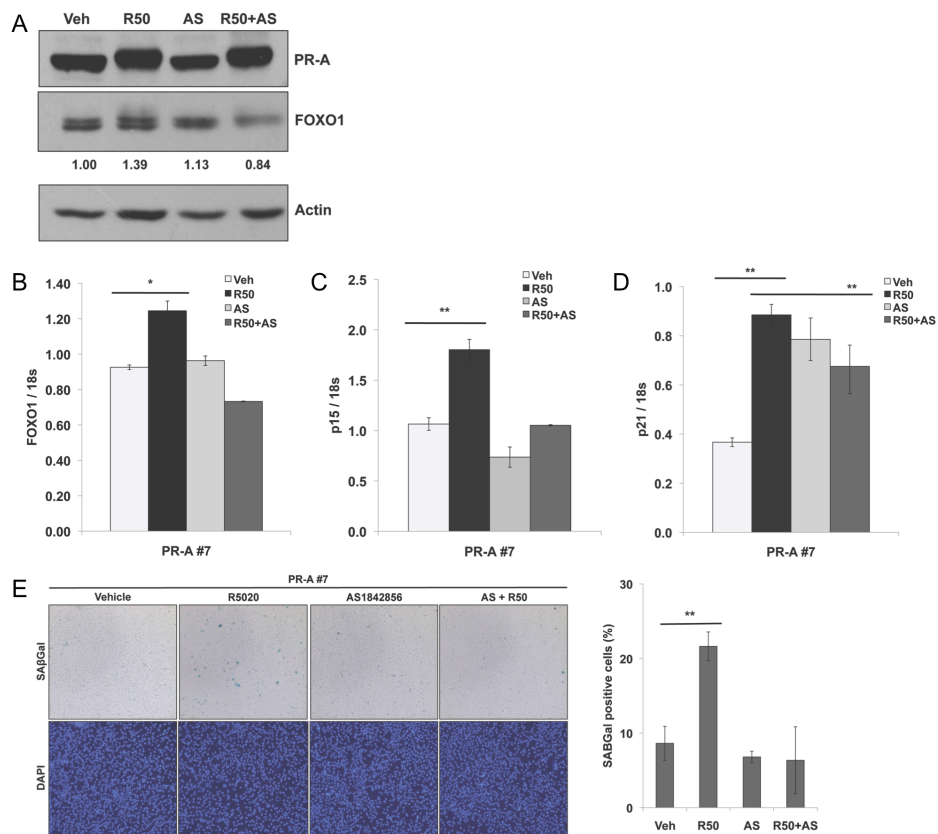 A
Veh R50 AS R50+AS
PR-A
FOXO1
1.00 1.39 1.13 0.84
Actin
B
FOXO1 / 18s
1.40
1.20
1.00
0.80
0.60
0.40
0.20
0.00
*
Veh
R50
AS
R50+AS
PR-A #7
C
p15 / 18s
2.5
2.0
1.5
1.0
0.5
0.0
**
Veh
R50
AS
R50+AS
PR-A #7
D
p21 / 18s
1.0
0.8
0.6
0.4
0.2
0.0
**
**
Veh
R50
AS
R50+AS
PR-A #7
E
PR-A #7
Vehicle R5020 AS1842856 AS + R50
SAβGal
DAPI
SABGal positive cells (%)
30
20
10
0
**
Veh R50 AS R50+AS